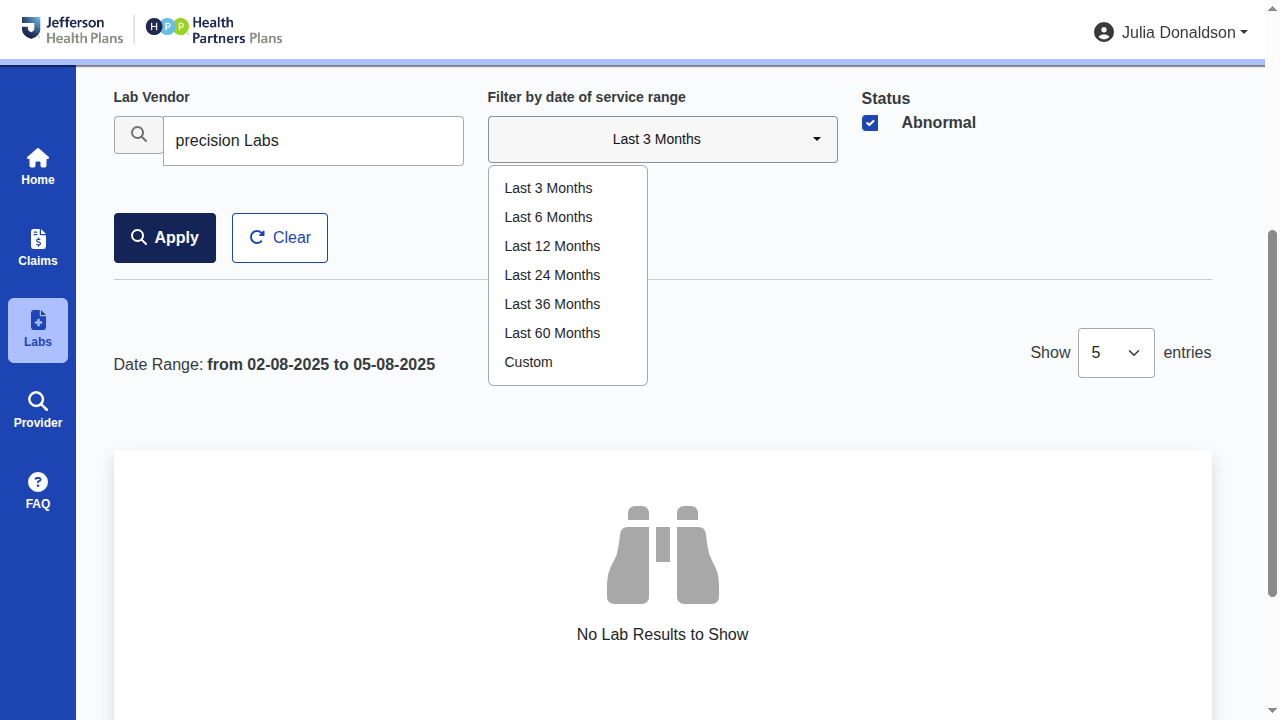 Jefferson
Health Plans
HPP
Health
Partners Plans
Julia Donaldson
Home
Claims
Labs
Provider
FAQ
Lab Vendor
precision Labs
Filter by date of service range
Last 3 Months
Last 3 Months
Last 6 Months
Last 12 Months
Last 24 Months
Last 36 Months
Last 60 Months
Custom
Status
Abnormal
Apply
Clear
Date Range: from 02-08-2025 to 05-08-2025
Show 5 entries
No Lab Results to Show